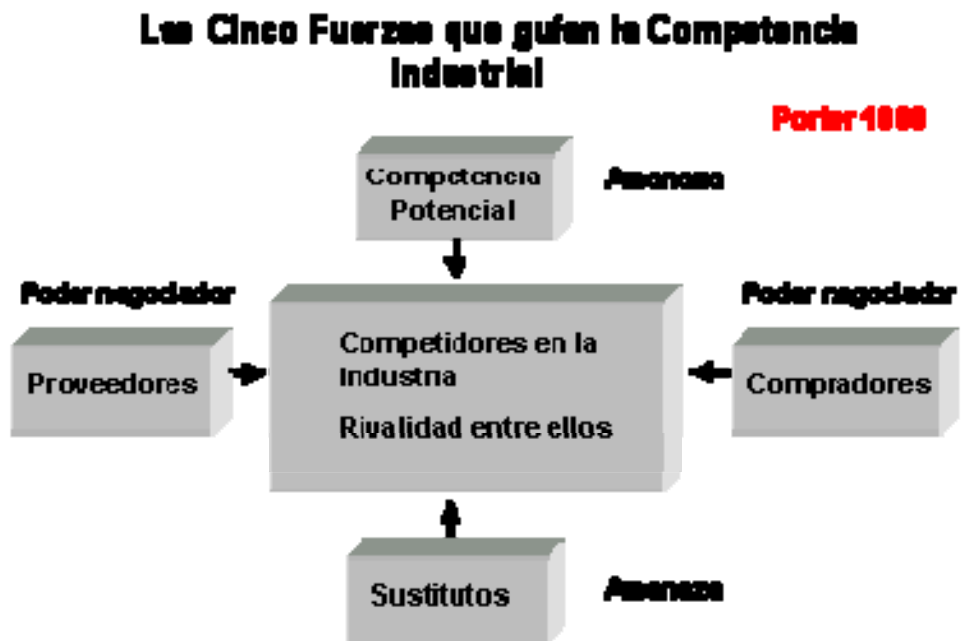 Las Cinco Fuerzas que guían la Competencia
Industrial
Porter
Competencia
Potencial
Amenaza
Poder negociador
Poder negociador
Proveedores
Competidores en la
Industria
Rivalidad entre ellos
Compradores
Sustitutos
Amenaza